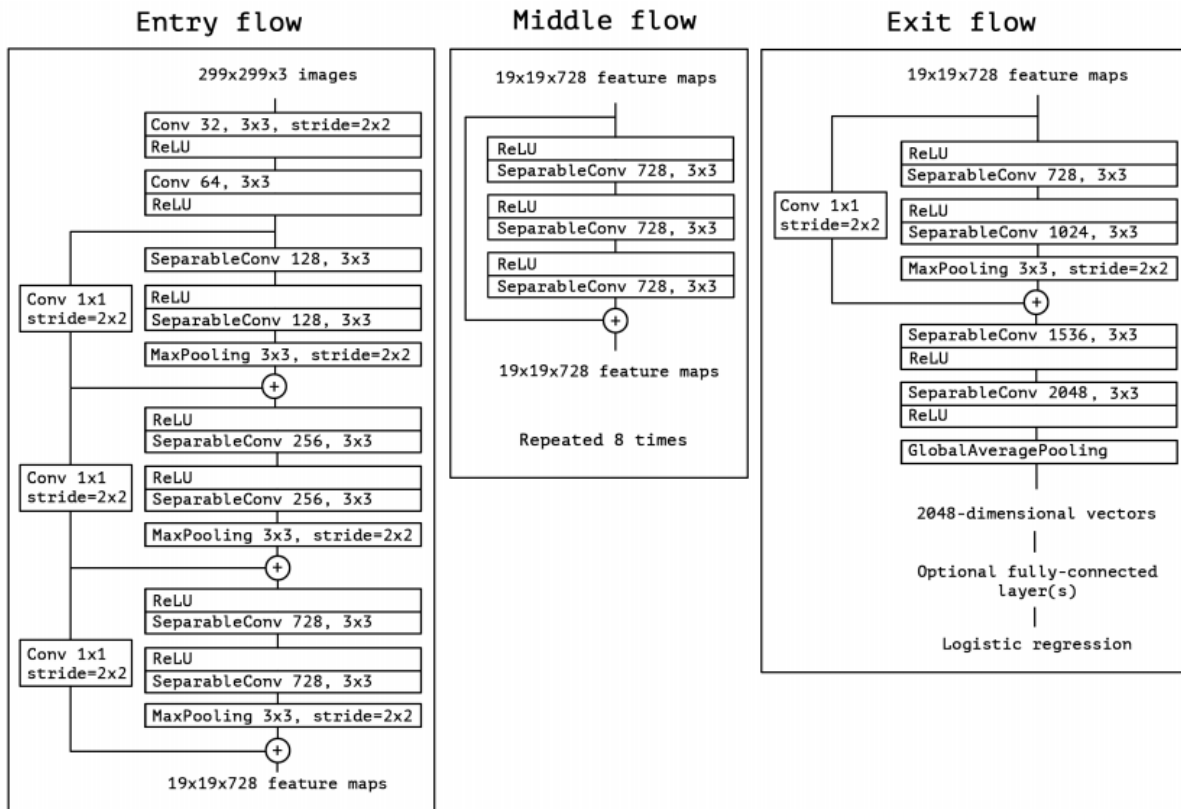 Entry flow
299x299x3 images
Conv 32, 3x3, stride=2x2
ReLU
Conv 64, 3x3
ReLU
SeparableConv 128, 3x3
Conv 1x1
stride=2x2
ReLU
SeparableConv 128, 3x3
MaxPooling 3x3, stride=2x2
+
ReLU
SeparableConv 256, 3x3
Conv 1x1
stride=2x2
ReLU
SeparableConv 256, 3x3
MaxPooling 3x3, stride=2x2
+
ReLU
SeparableConv 728, 3x3
Conv 1x1
stride=2x2
ReLU
SeparableConv 728, 3x3
MaxPooling 3x3, stride=2x2
+
19x19x728 feature maps
Middle flow
19x19x728 feature maps
ReLU
SeparableConv 728, 3x3
ReLU
SeparableConv 728, 3x3
ReLU
SeparableConv 728, 3x3
+
19x19x728 feature maps
Repeated 8 times
Exit flow
19x19x728 feature maps
ReLU
SeparableConv 728, 3x3
Conv 1x1
stride=2x2
ReLU
SeparableConv 1024, 3x3
MaxPooling 3x3, stride=2x2
+
SeparableConv 1536, 3x3
ReLU
SeparableConv 2048, 3x3
ReLU
GlobalAveragePooling
2048-dimensional vectors
Optional fully-connected
layer(s)
Logistic regression